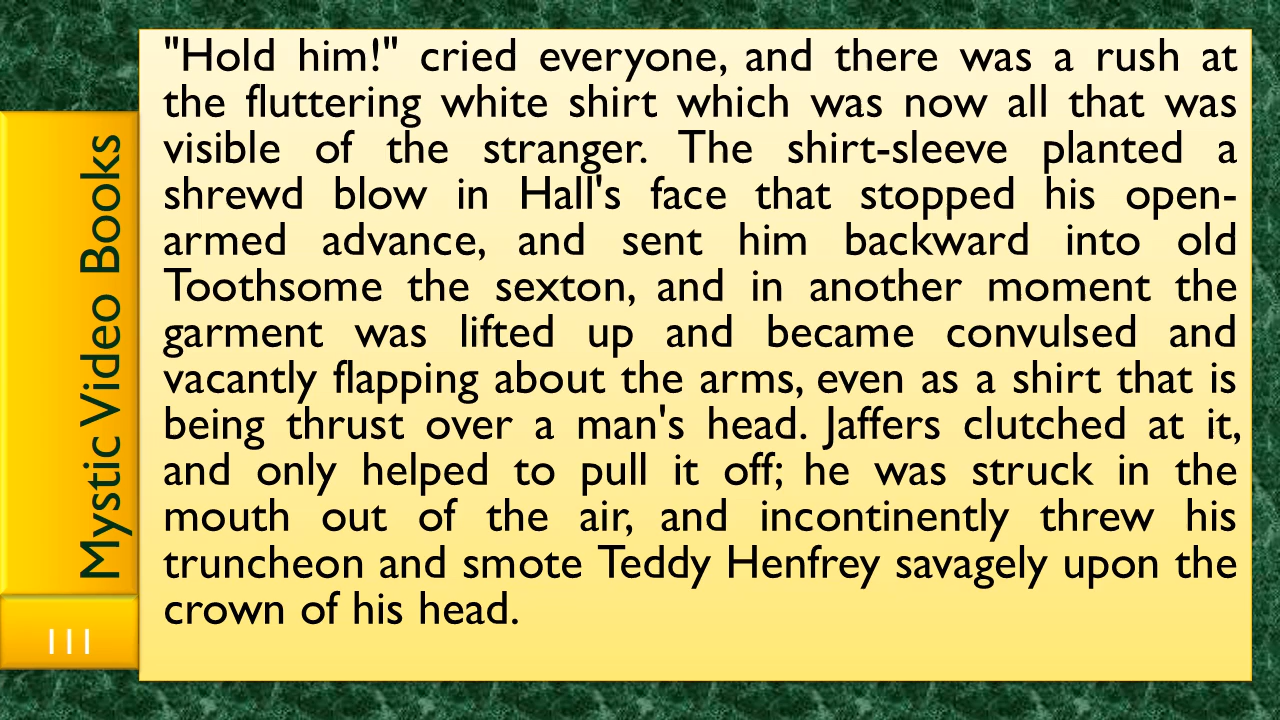 "Hold him!" cried everyone, and there was a rush at
the fluttering white shirt which was now all that was
visible of the stranger. The shirt-sleeve planted a
shrewd blow in Hall's face that stopped his open-
armed advance, and sent him backward into old
Toothsome the sexton, and in another moment the
garment was lifted up and became convulsed and
vacantly flapping about the arms, even as a shirt that is
being thrust over a man's head. Jaffers clutched at it,
and only helped to pull it off; he was struck in the
mouth out of the air, and incontinently threw his
truncheon and smote Teddy Henfrey savagely upon the
crown of his head.
Mystic Video Books
111